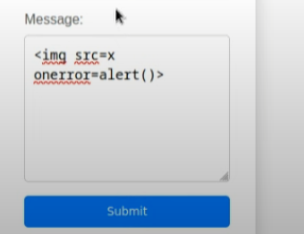 Message:
<img src=x
onerror=alert()>
Submit